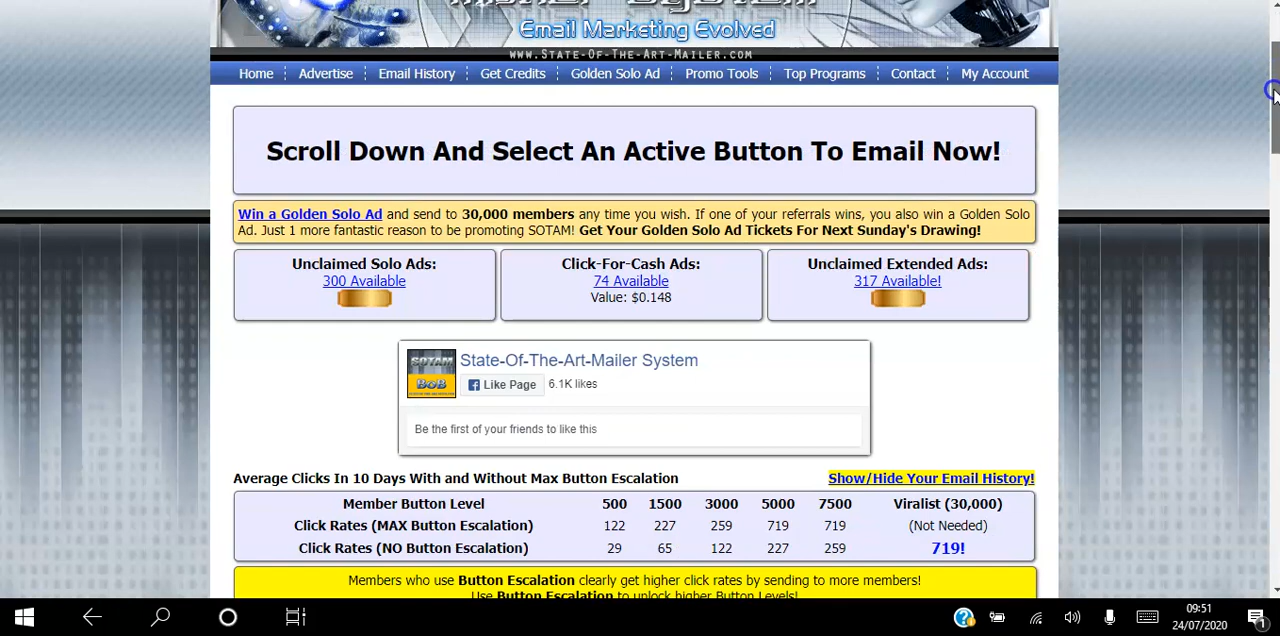 Email Marketing Evolved
www.State-Of-The-Art-Mailer.com
Home Advertise Email History Get Credits Golden Solo Ad Promo Tools Top Programs Contact My Account
Scroll Down And Select An Active Button To Email Now!
Win a Golden Solo Ad and send to 30,000 members any time you wish. If one of your referrals wins, you also win a Golden Solo
Ad. Just 1 more fantastic reason to be promoting SOTAM! Get Your Golden Solo Ad Tickets For Next Sunday's Drawing!
Unclaimed Solo Ads:
300 Available
Click-For-Cash Ads:
74 Available
Value: $0.148
Unclaimed Extended Ads:
317 Available!
SOTAM
BoB
State-Of-The-Art-Mailer System
Like Page 6.1K likes
Be the first of your friends to like this
Average Clicks In 10 Days With and Without Max Button Escalation Show/Hide Your Email History!
Member Button Level 500 1500 3000 5000 7500 Viralist (30,000)
Click Rates (MAX Button Escalation) 122 227 259 719 719 (Not Needed)
Click Rates (NO Button Escalation) 29 65 122 227 259 719!
Members who use Button Escalation clearly get higher click rates by sending to more members!
Use Button Escalation to unlock higher Button Levels!
09:51
24/07/2020
1